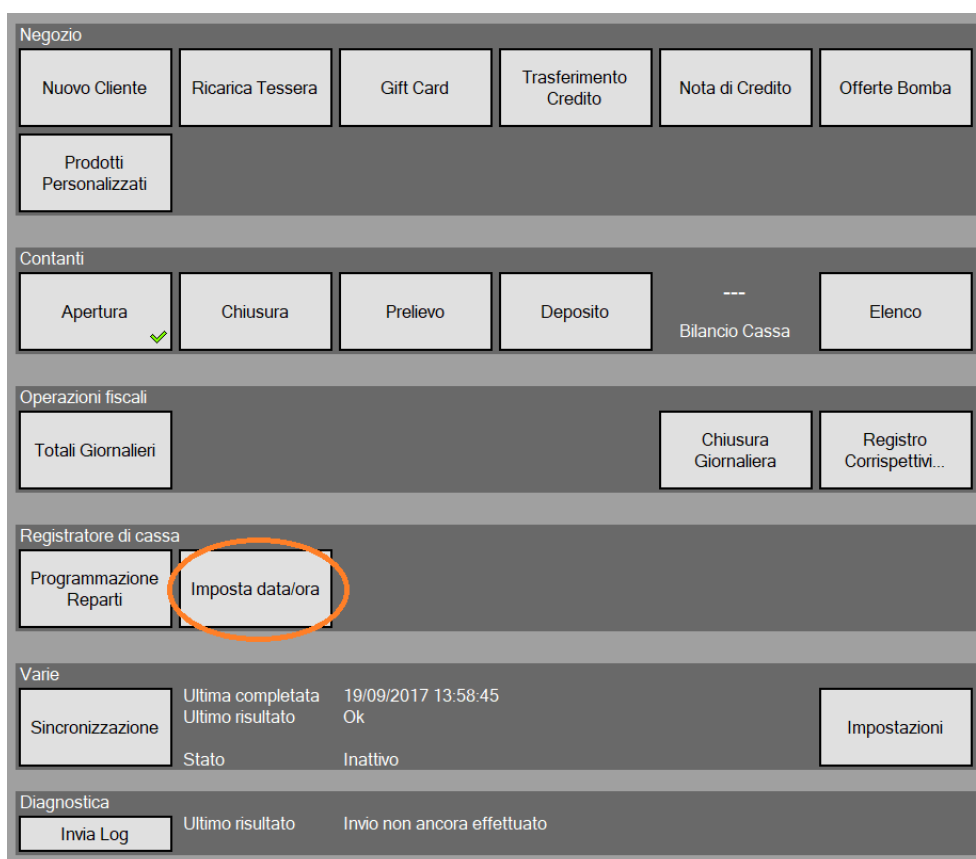 Negozio
Nuovo Cliente
Ricarica Tessera
Gift Card
Trasferimento
Credito
Nota di Credito
Offerte Bomba
Prodotti
Personalizzati
Contanti
Apertura
Chiusura
Prelievo
Deposito
---
Bilancio Cassa
Elenco
Operazioni fiscali
Totali Giornalieri
Chiusura
Giornaliera
Registro
Corrispettivi...
Registratore di cassa
Programmazione
Reparti
Imposta data/ora
Varie
Sincronizzazione
Ultima completata 19/09/2017 13:58:45
Ultimo risultato Ok
Stato Inattivo
Impostazioni
Diagnostica
Invia Log
Ultimo risultato Invio non ancora effettuato